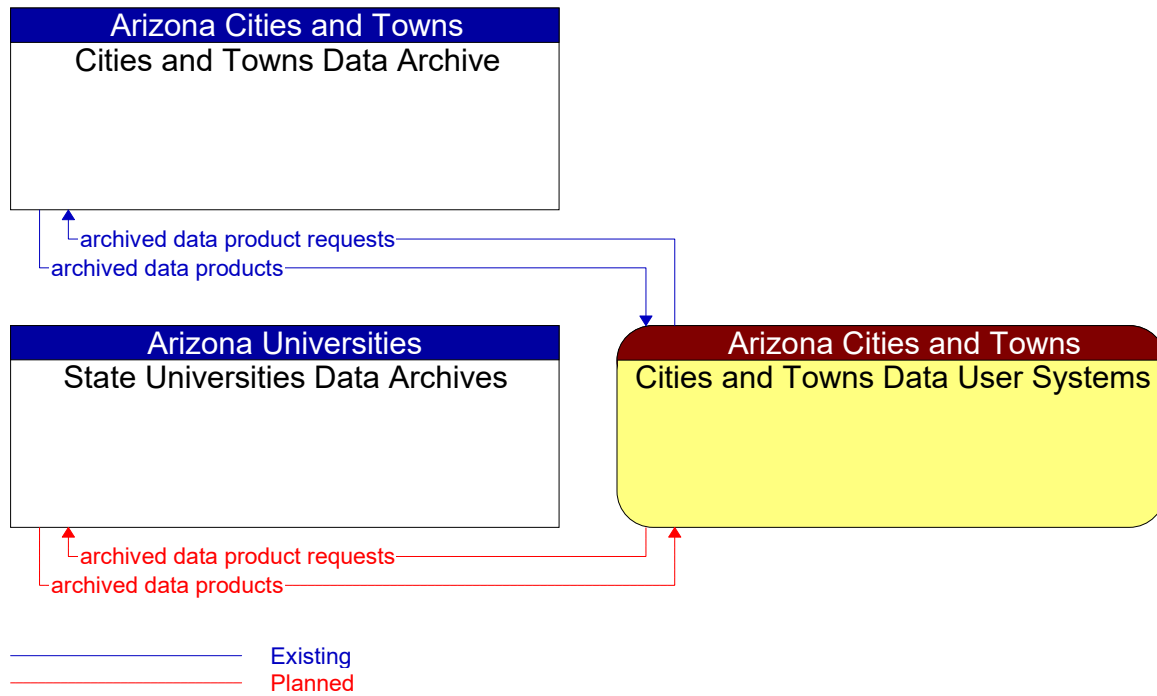 Arizona Cities and Towns
Cities and Towns Data Archive
archived data product requests
archived data products
Arizona Universities
State Universities Data Archives
Arizona Cities and Towns
Cities and Towns Data User Systems
archived data product requests
archived data products
Existing
Planned